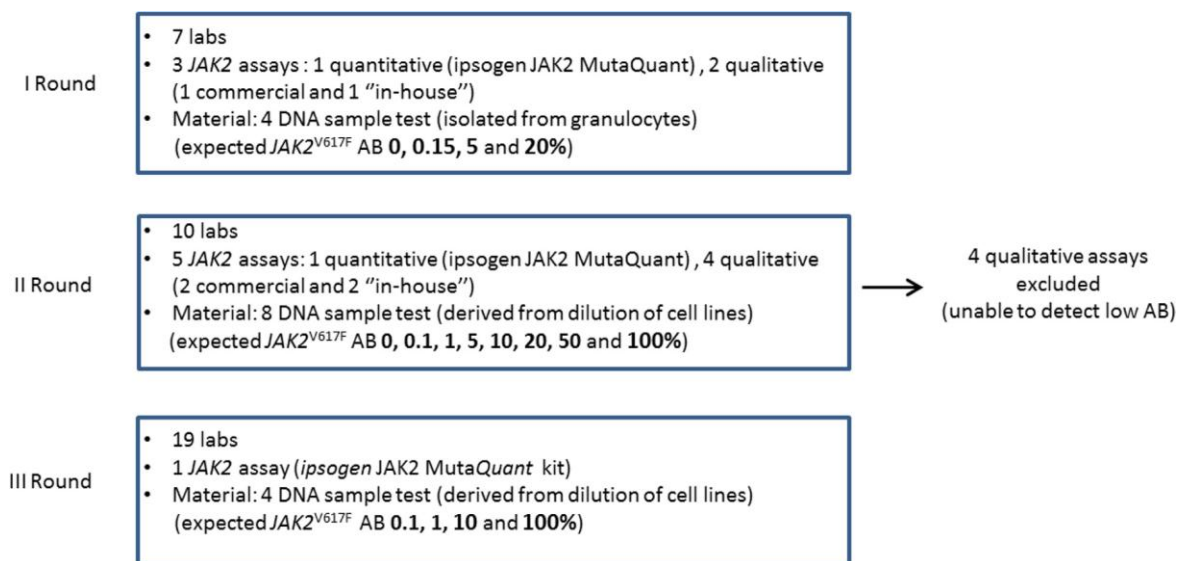 I Round
• 7 labs
• 3 JAK2 assays : 1 quantitative (ipsogen JAK2 MutaQuant) , 2 qualitative
(1 commercial and 1 ‘‘in-house’’)
• Material: 4 DNA sample test (isolated from granulocytes)
(expected JAK2V617F AB 0, 0.15, 5 and 20%)
II Round
• 10 labs
• 5 JAK2 assays: 1 quantitative (ipsogen JAK2 MutaQuant) , 4 qualitative
(2 commercial and 2 ‘‘in-house’’)
• Material: 8 DNA sample test (derived from dilution of cell lines)
(expected JAK2V617F AB 0, 0.1, 1, 5, 10, 20, 50 and 100%)
4 qualitative assays
excluded
(unable to detect low AB)
III Round
• 19 labs
• 1 JAK2 assay (ipsogen JAK2 MutaQuant kit)
• Material: 4 DNA sample test (derived from dilution of cell lines)
(expected JAK2V617F AB 0.1, 1, 10 and 100%)